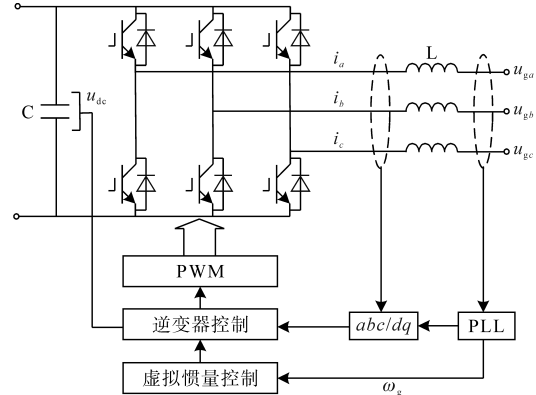 L
i_a
u_ga
C
u_dc
i_b
u_gb
i_c
u_gc
PWM
逆变器控制
abc/dq
PLL
虚拟惯量控制
ω_g